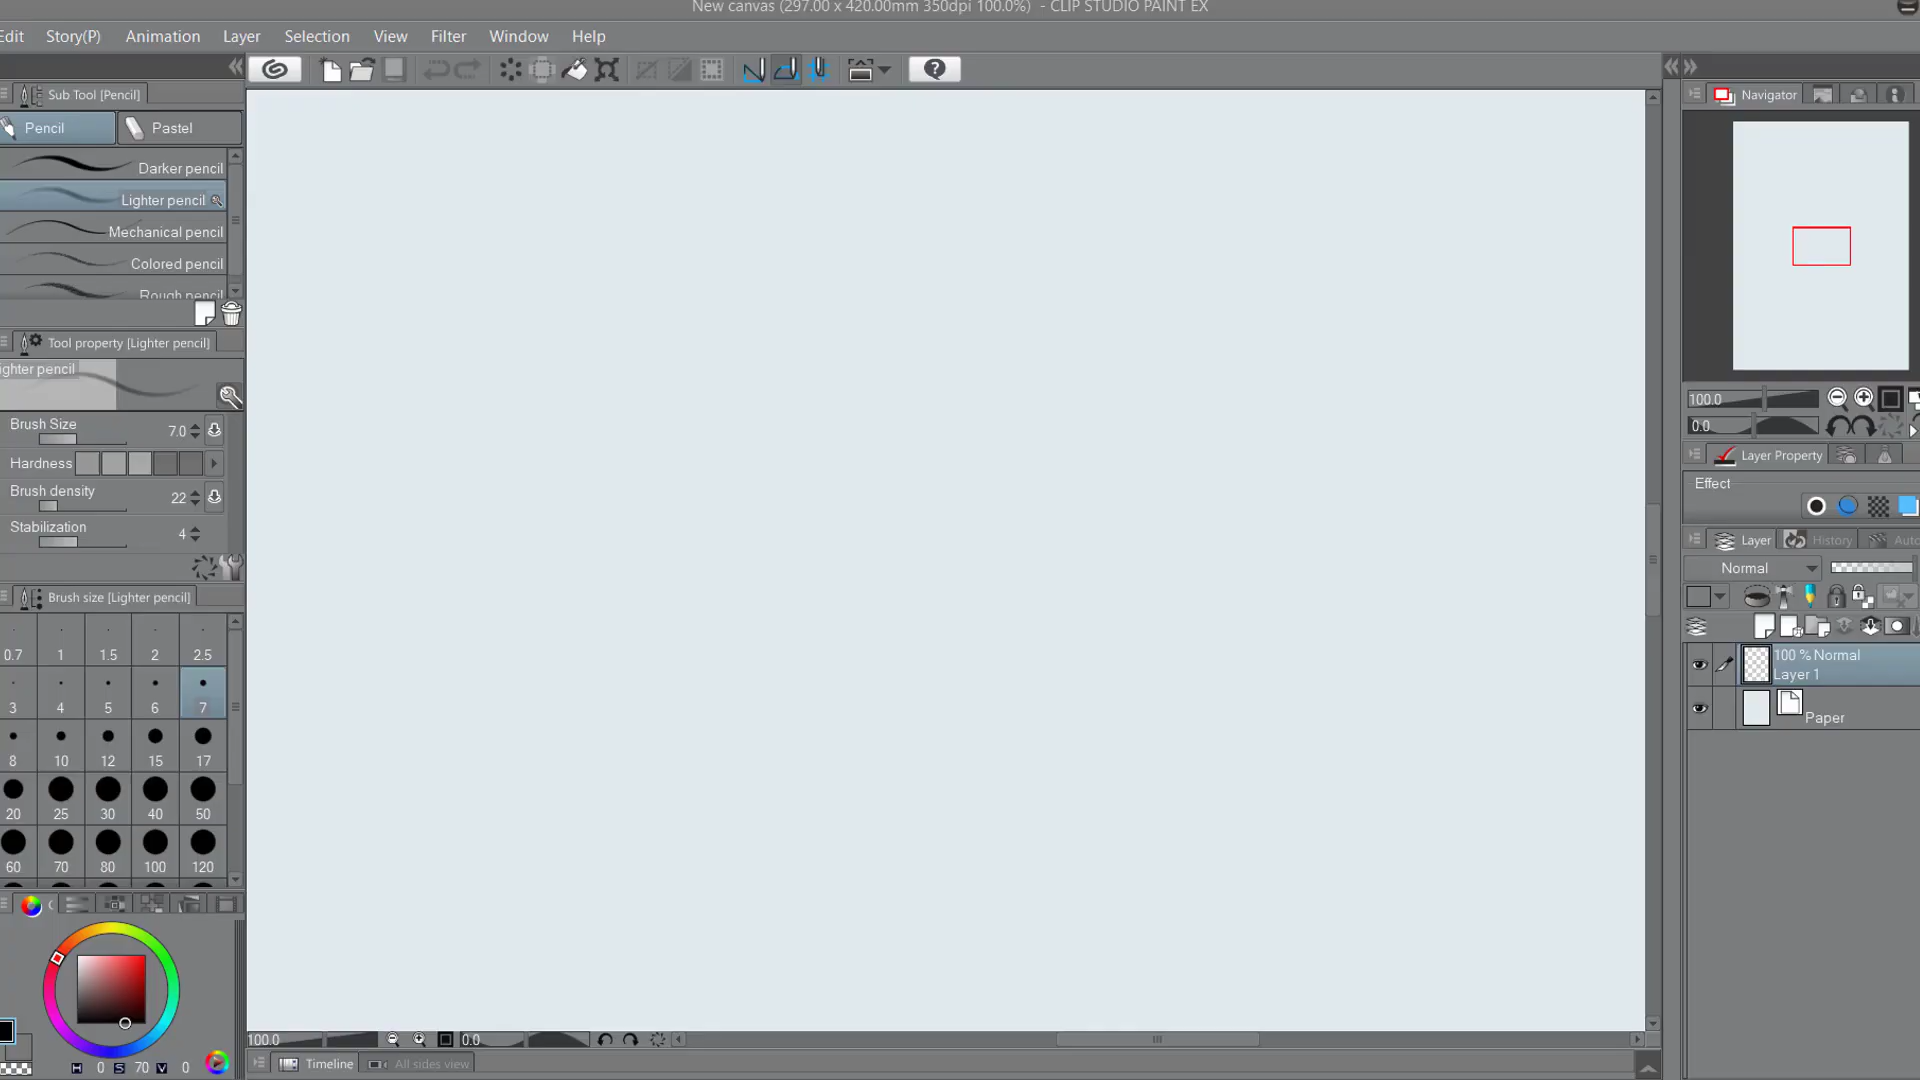 New canvas (297.00 x 420.00mm 350dpi 100.0%) - CLIP STUDIO PAINT EX
Edit Story(P) Animation Layer Selection View Filter Window Help
Sub Tool [Pencil]
Pencil Pastel
Darker pencil
Lighter pencil
Mechanical pencil
Colored pencil
Rough pencil
Tool property [Lighter pencil]
ighter pencil
Brush Size 7.0
Hardness
Brush density 22
Stabilization 4
Brush size [Lighter pencil]
0.7 1 1.5 2 2.5
3 4 5 6 7
8 10 12 15 17
20 25 30 40 50
60 70 80 100 120
H 0 S 70 V 0
100.0 0.0
Timeline All sides view
Navigator
100.0
0.0
Layer Property
Effect
Layer History Auto
Normal
100 % Normal
Layer 1
Paper